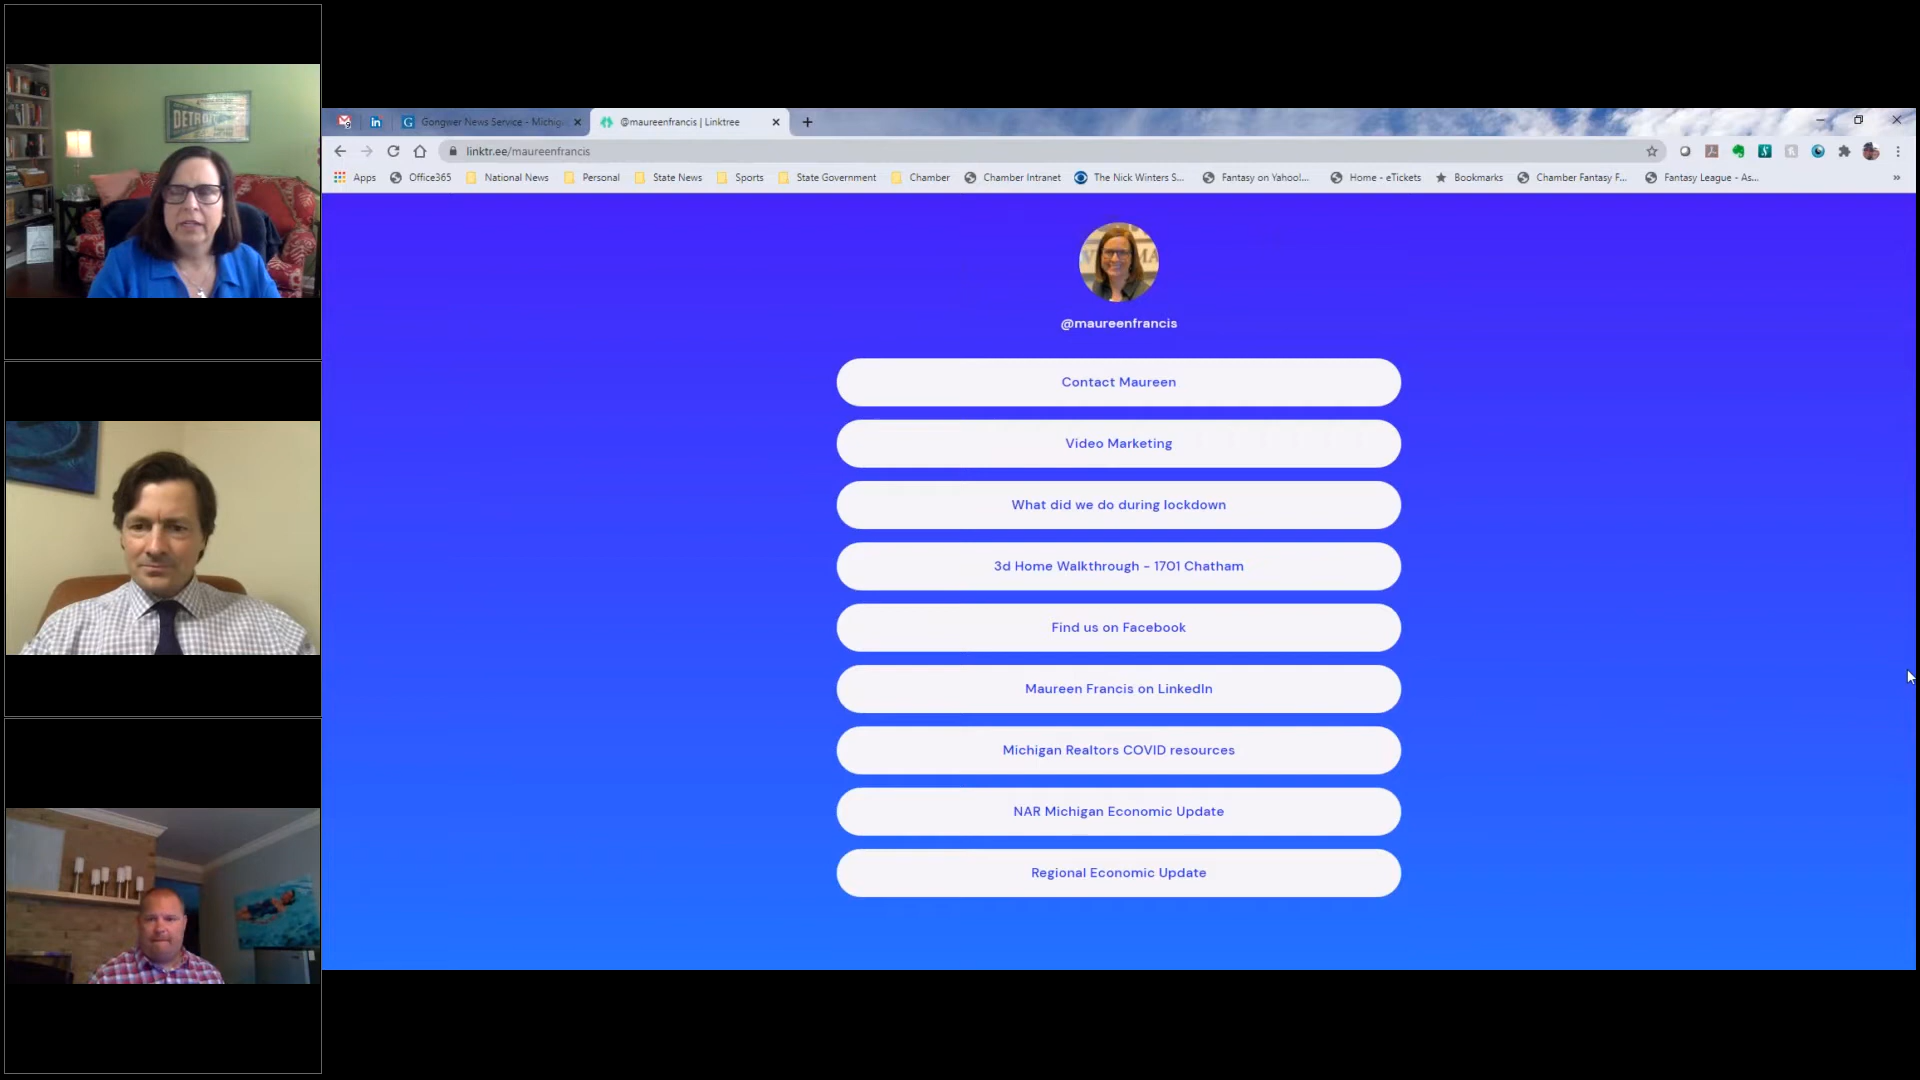 DETROIT
Gongwer News Service - Michig
@maureenfrancis | Linktree
linktr.ee/maureenfrancis
Apps
Office365
National News
Personal
State News
Sports
State Government
Chamber
Chamber Intranet
The Nick Winters S...
Fantasy on Yahoo!...
Home - eTickets
Bookmarks
Chamber Fantasy F...
Fantasy League - As...
@maureenfrancis
Contact Maureen
Video Marketing
What did we do during lockdown
3d Home Walkthrough - 1701 Chatham
Find us on Facebook
Maureen Francis on LinkedIn
Michigan Realtors COVID resources
NAR Michigan Economic Update
Regional Economic Update